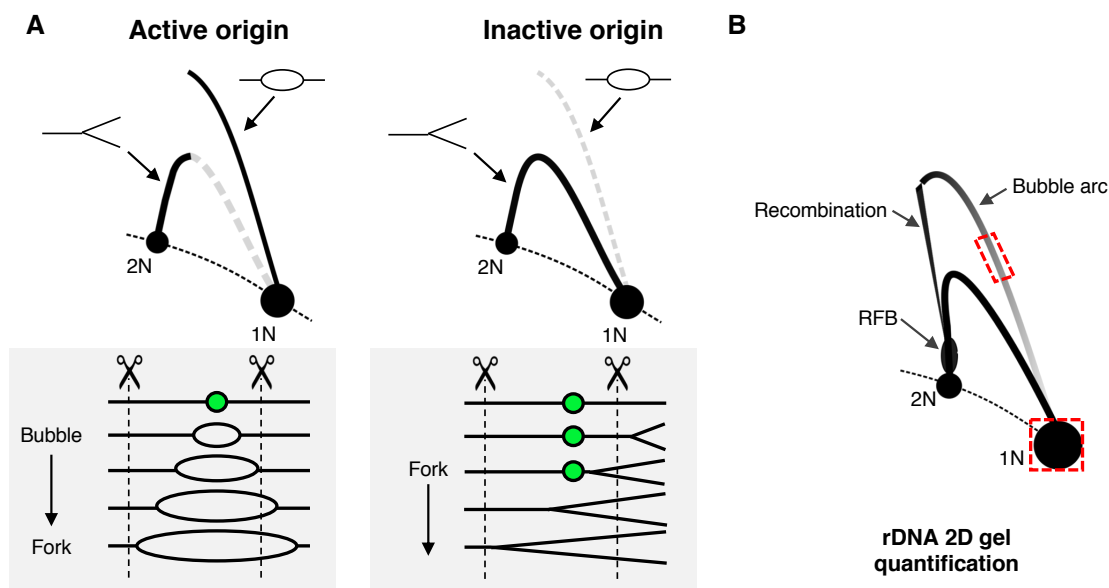 A
Active origin
Inactive origin
B
2N
1N
2N
1N
Bubble
Fork
Fork
Recombination
Bubble arc
RFB
2N
1N
rDNA 2D gel
quantification